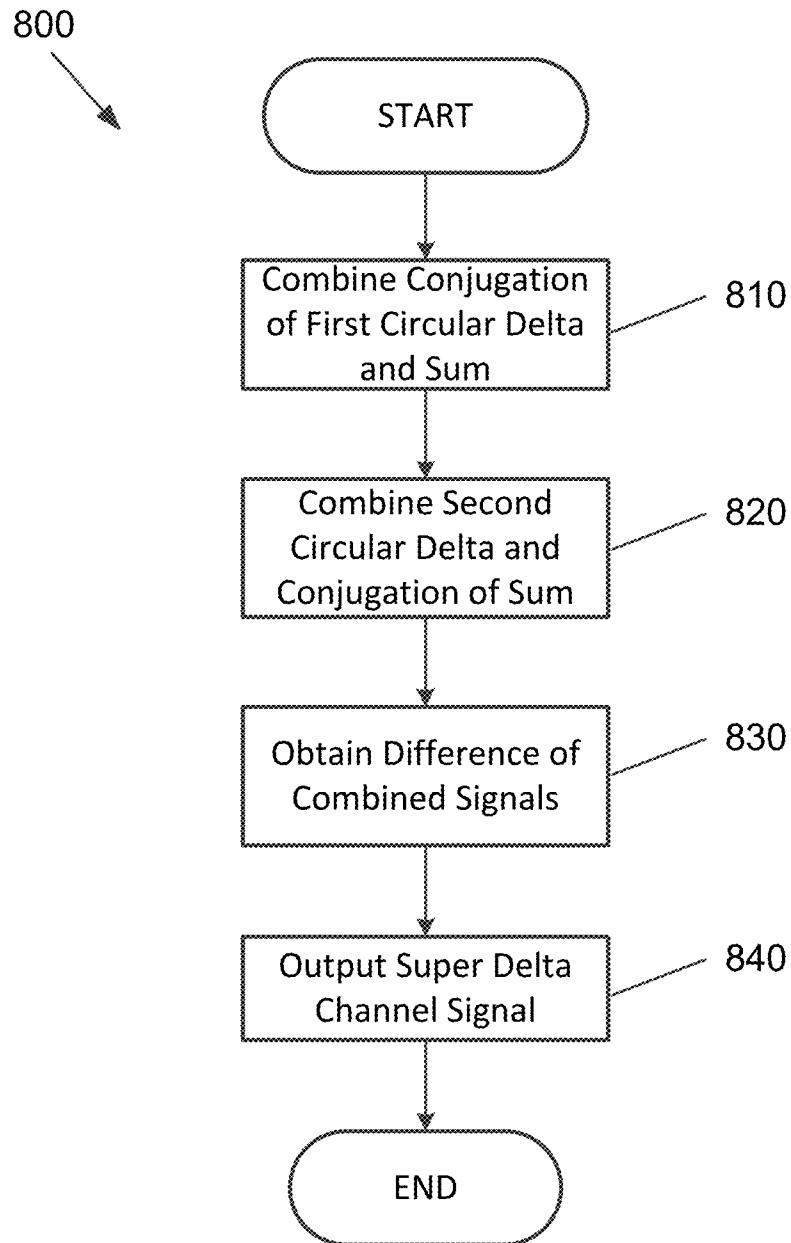 800
START
Combine Conjugation
of First Circular Delta
and Sum
810
Combine Second
Circular Delta and
Conjugation of Sum
820
Obtain Difference of
Combined Signals
830
Output Super Delta
Channel Signal
840
END